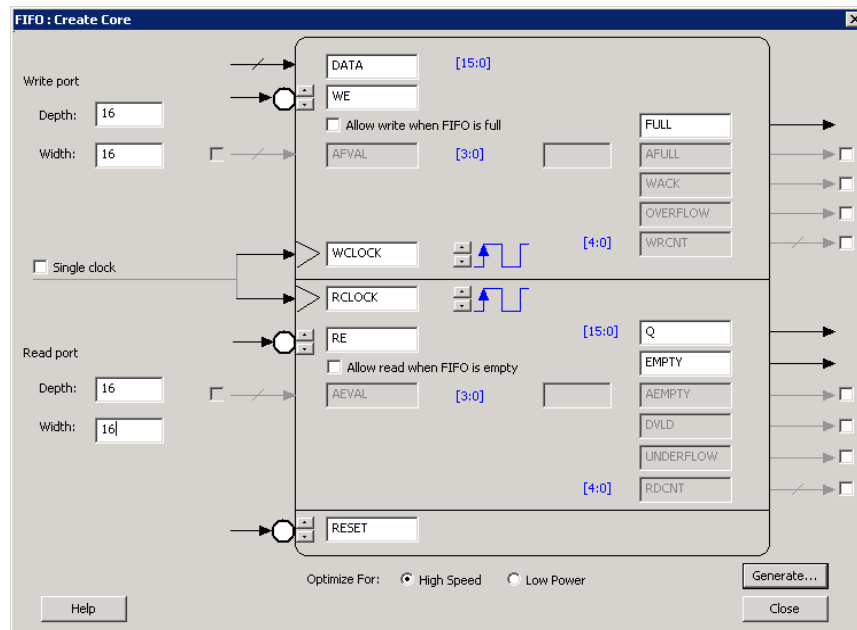 FIFO : Create Core
DATA [15:0]
Write port
WE
Depth: 16
Allow write when FIFO is full FULL
Width: 16 AFVAL [3:0] AFULL
WACK
OVERFLOW
[4:0] WRCNT
WCLOCK
Single clock
RCLOCK
RE [15:0] Q
Read port
Allow read when FIFO is empty EMPTY
Depth: 16 AEVAL [3:0] AEMPTY
Width: 16 DVLD
UNDERFLOW
[4:0] RDCNT
RESET
Optimize For: High Speed Low Power Generate...
Help Close